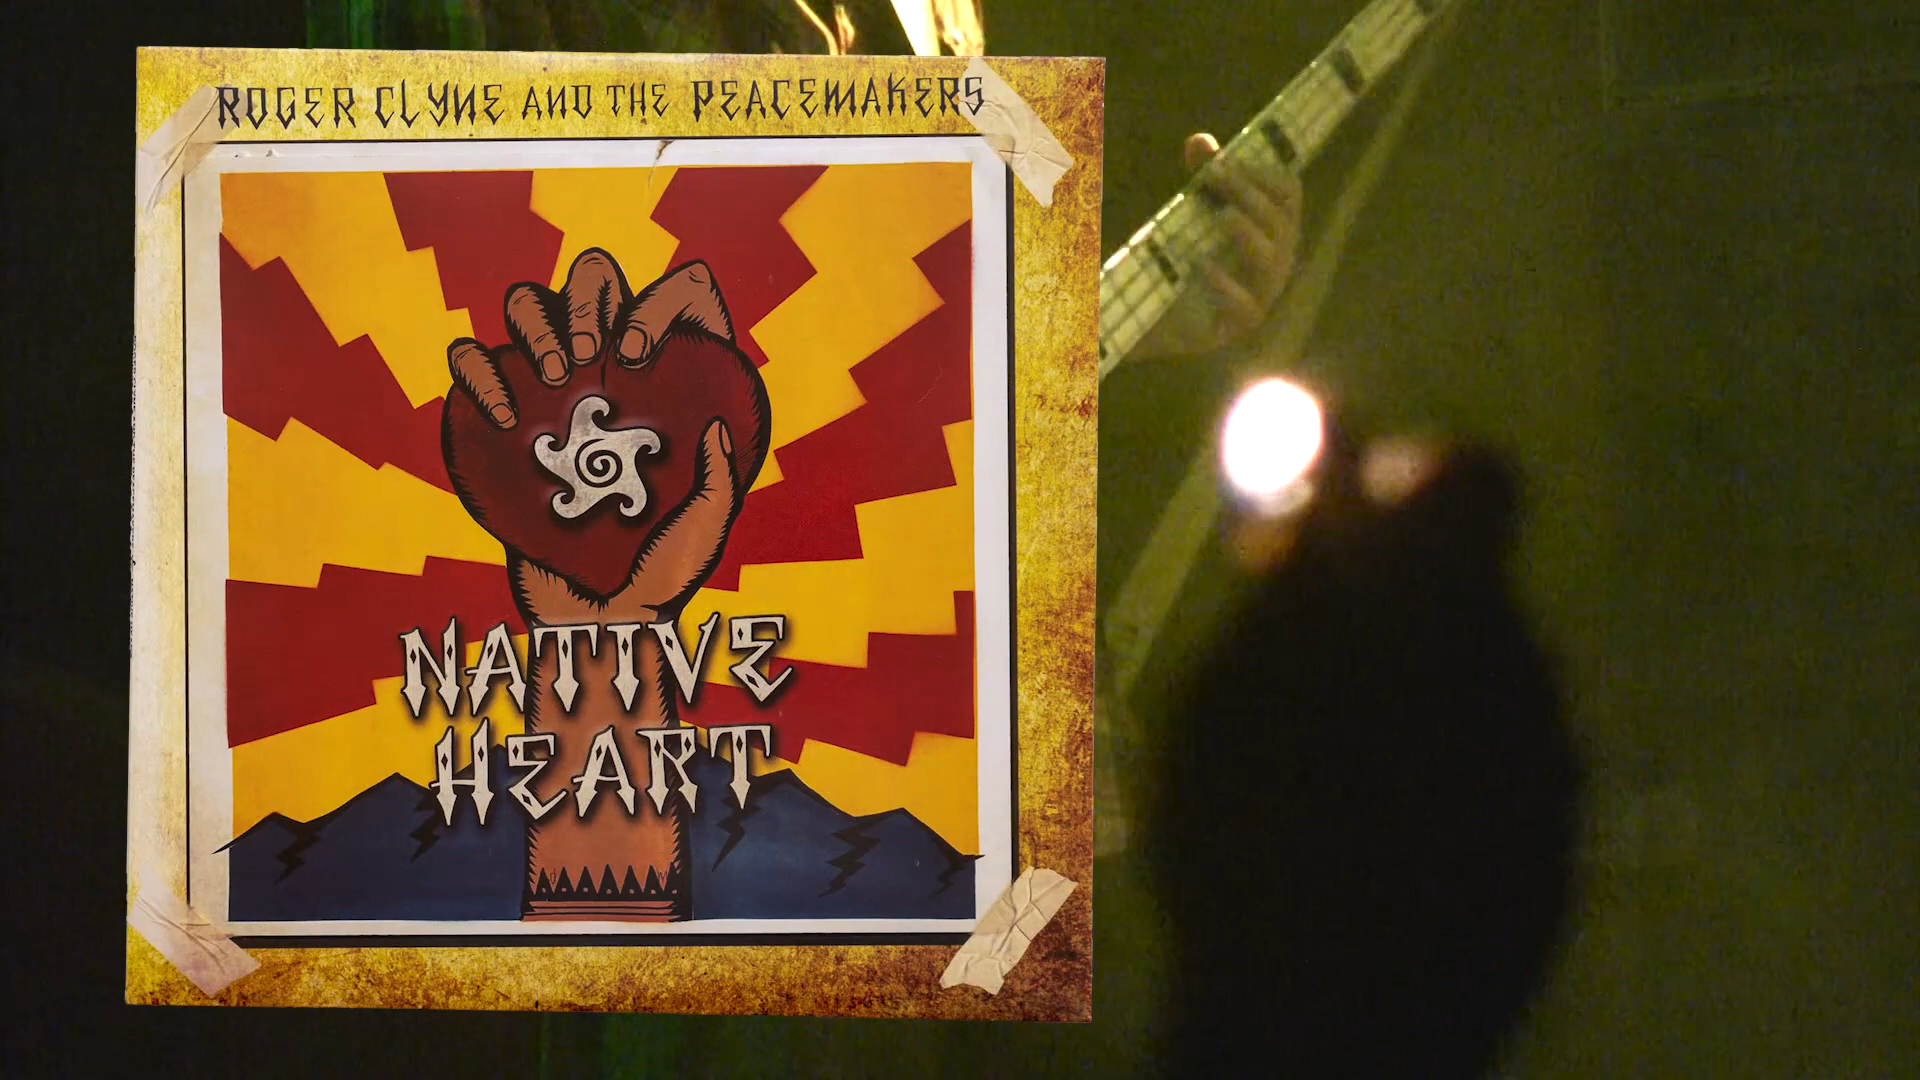 ROGER CLYNE AND THE PEACEMAKERS
NATIVE
HEART